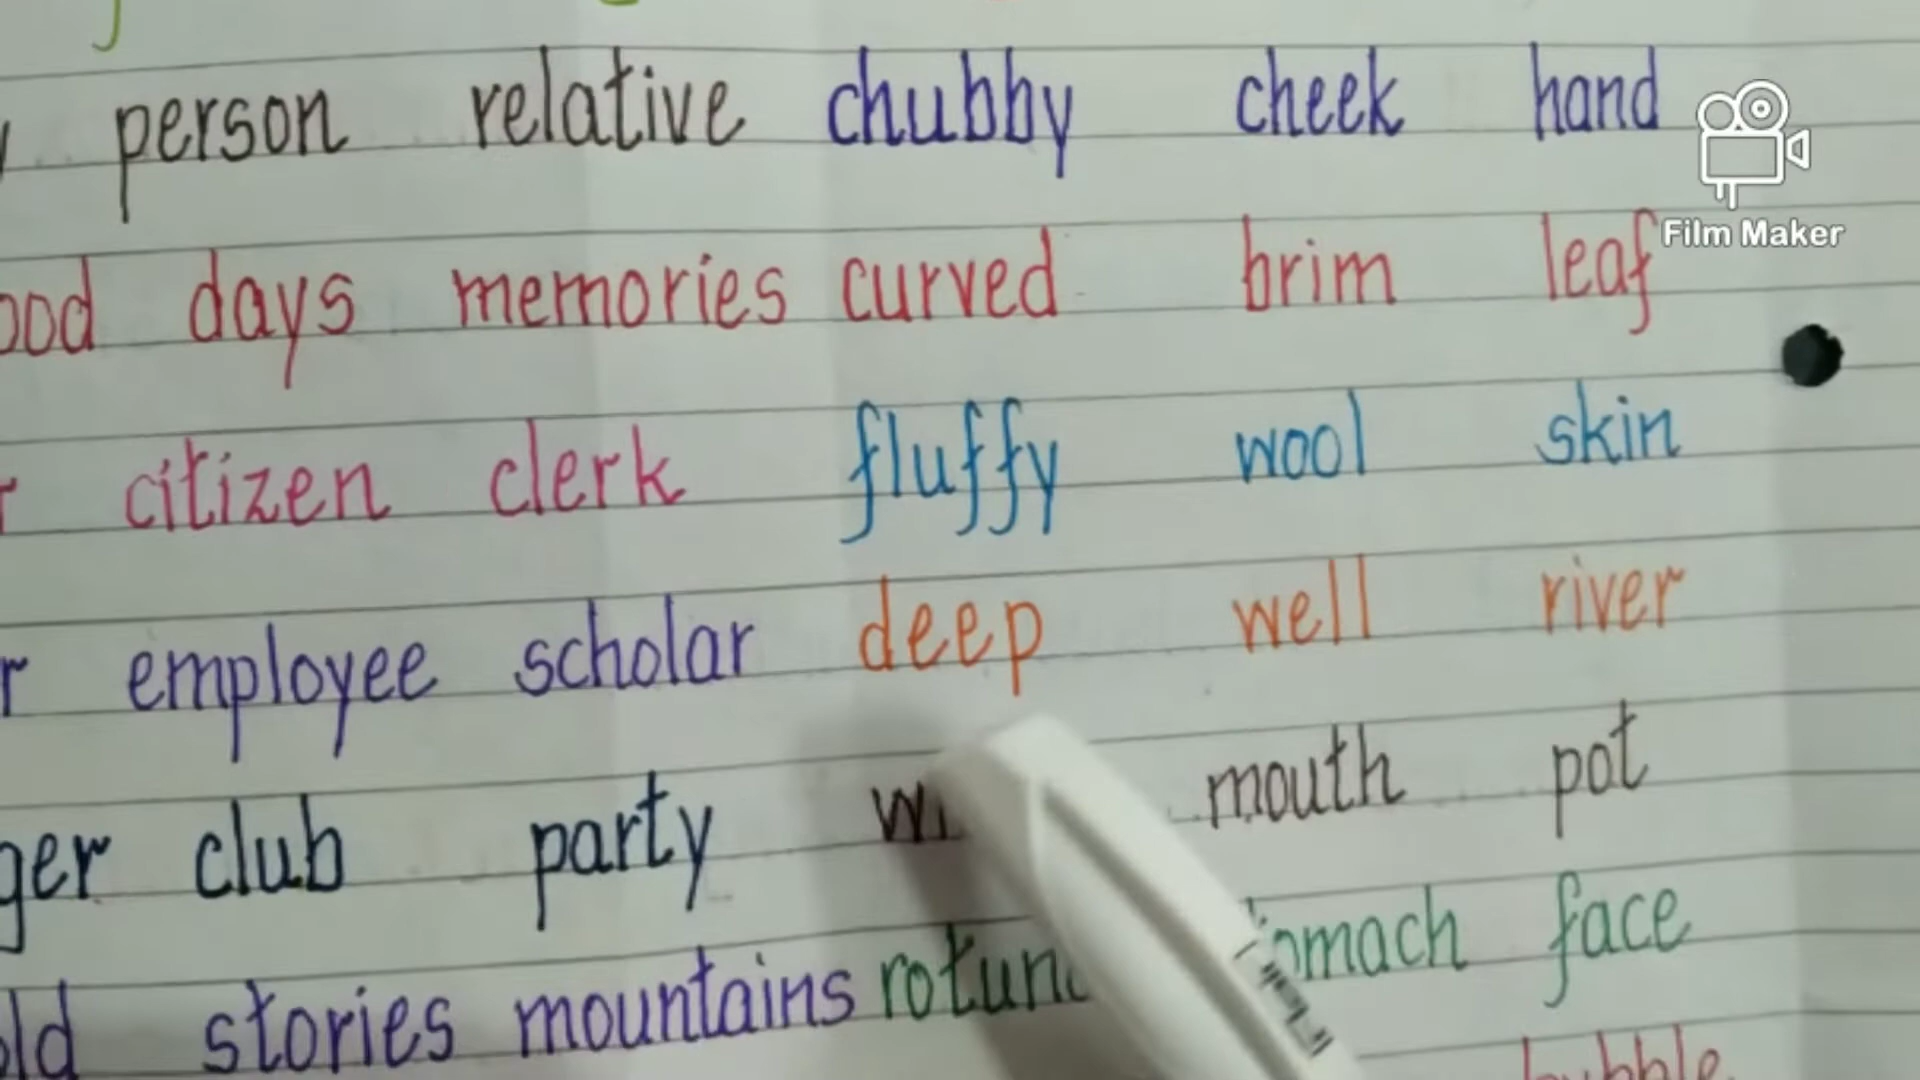 person relative chubby cheek hand
days memories curved brim leaf
citizen clerk fluffy wool skin
employee scholar deep well river
club party mouth pot
stories mountains face
bubble
Film Maker